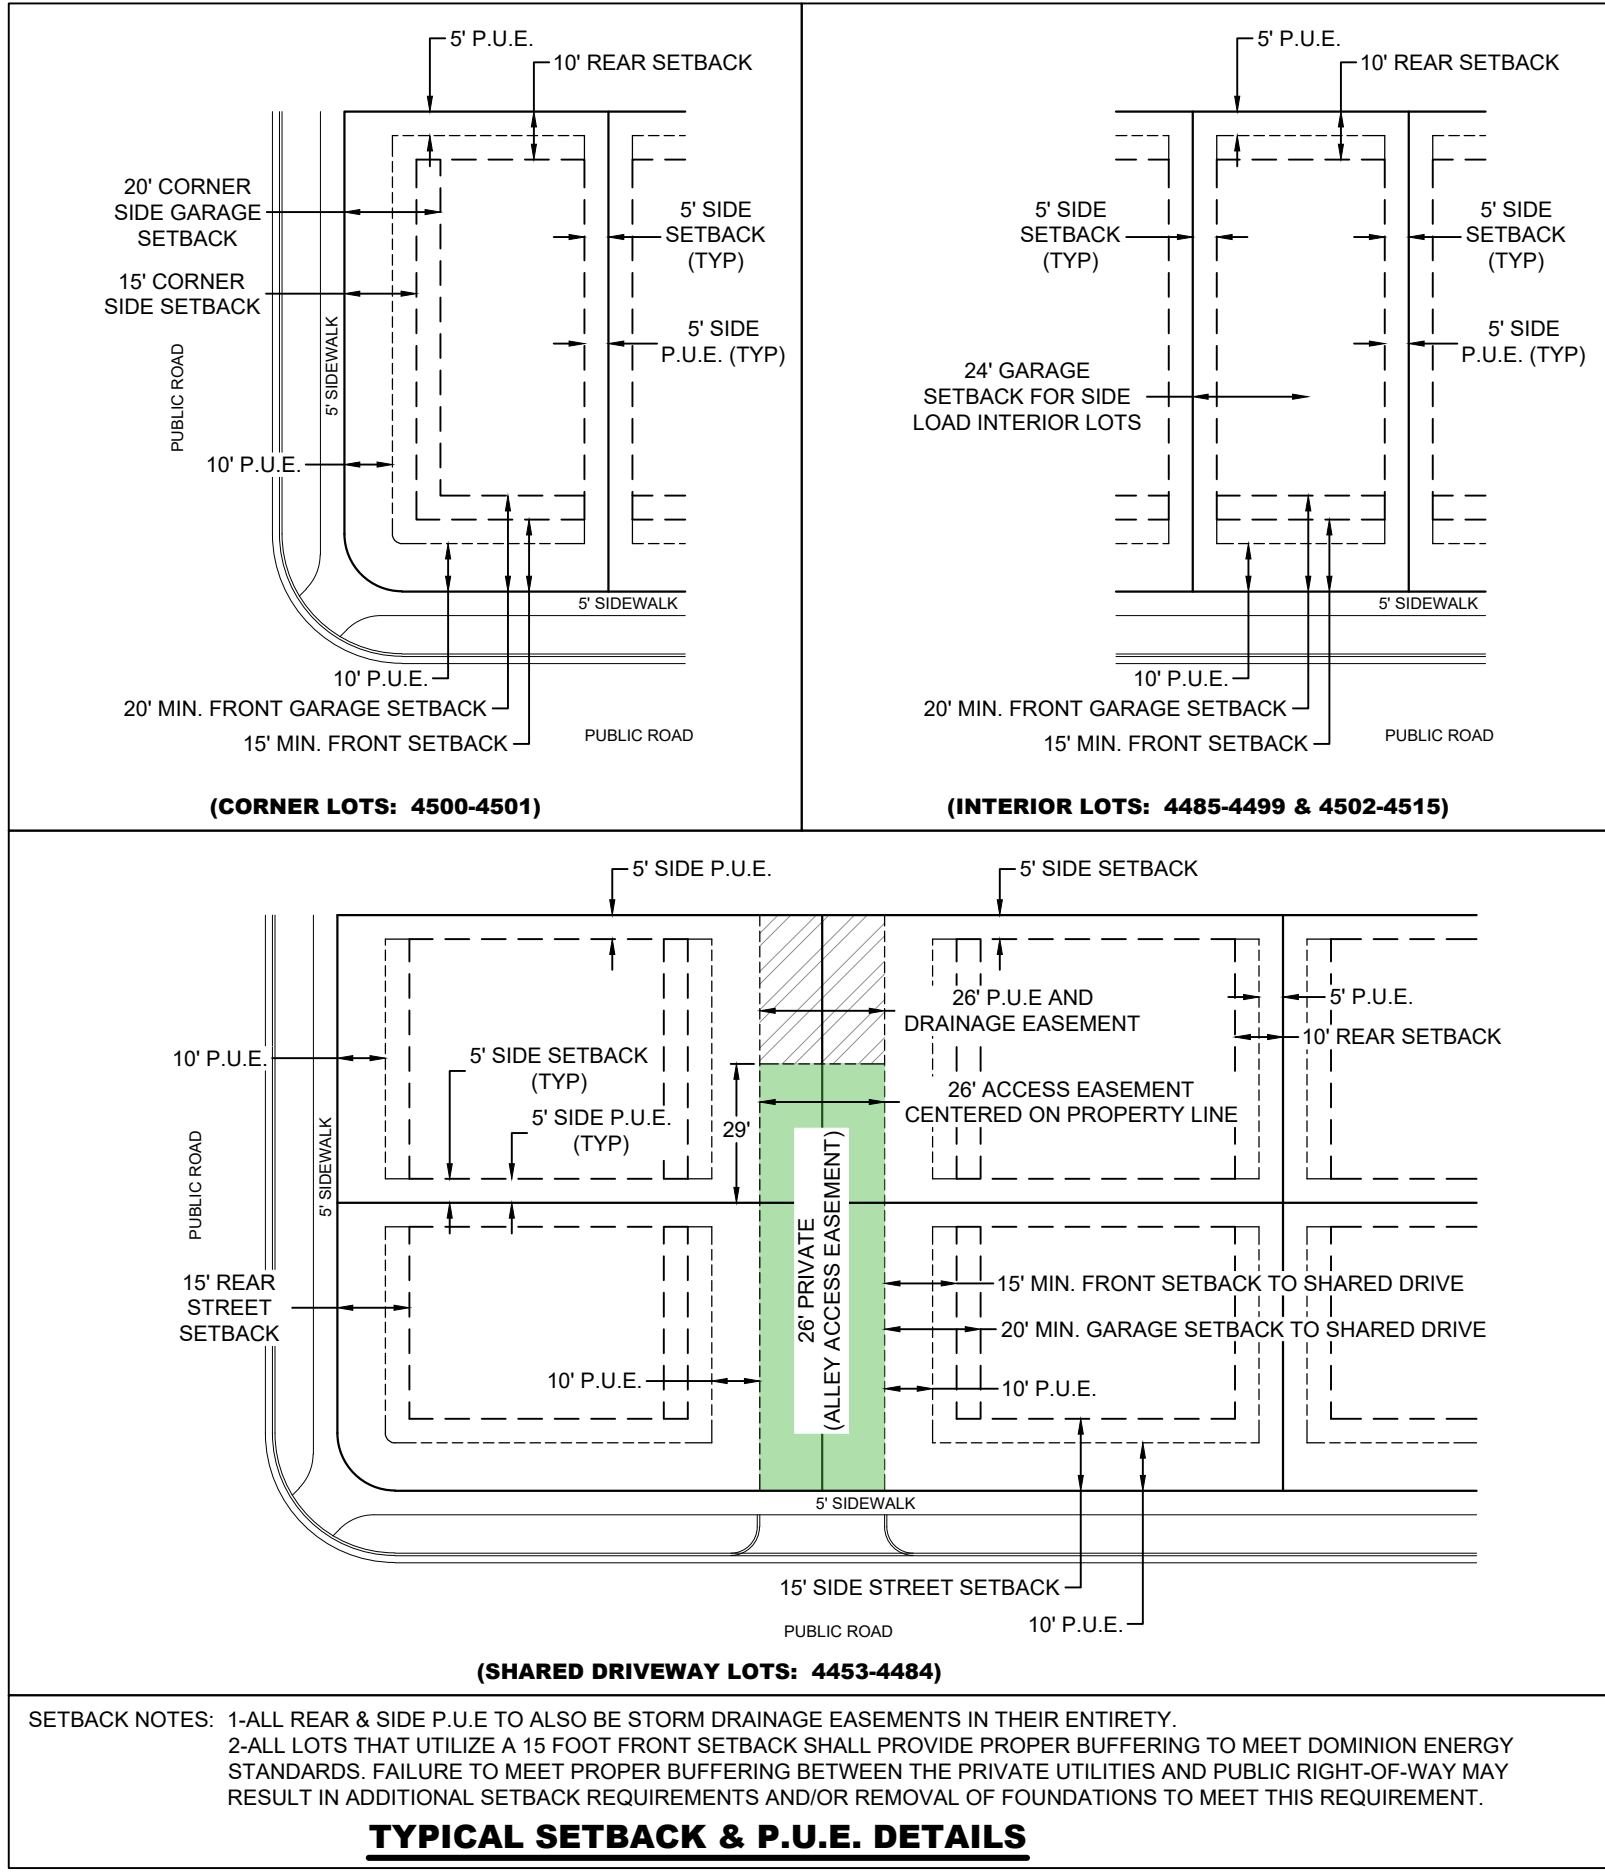 5' P.U.E.
10' REAR SETBACK
20' CORNER
SIDE GARAGE
SETBACK
5' SIDE
SETBACK
(TYP)
15' CORNER
SIDE SETBACK
5' SIDEWALK
PUBLIC ROAD
5' SIDE
P.U.E. (TYP)
10' P.U.E.
5' SIDEWALK
10' P.U.E.
20' MIN. FRONT GARAGE SETBACK
15' MIN. FRONT SETBACK
PUBLIC ROAD
(CORNER LOTS: 4500-4501)
5' P.U.E.
10' REAR SETBACK
5' SIDE
SETBACK
(TYP)
5' SIDE
SETBACK
(TYP)
5' SIDE
P.U.E. (TYP)
24' GARAGE
SETBACK FOR SIDE
LOAD INTERIOR LOTS
5' SIDEWALK
10' P.U.E.
20' MIN. FRONT GARAGE SETBACK
15' MIN. FRONT SETBACK
PUBLIC ROAD
(INTERIOR LOTS: 4485-4499 & 4502-4515)
5' SIDE P.U.E.
5' SIDE SETBACK
26' P.U.E AND
DRAINAGE EASEMENT
5' P.U.E.
10' REAR SETBACK
10' P.U.E.
5' SIDE SETBACK
(TYP)
5' SIDE P.U.E.
(TYP)
29'
26' ACCESS EASEMENT
CENTERED ON PROPERTY LINE
PUBLIC ROAD
5' SIDEWALK
26' PRIVATE
(ALLEY ACCESS EASEMENT)
15' REAR
STREET
SETBACK
15' MIN. FRONT SETBACK TO SHARED DRIVE
20' MIN. GARAGE SETBACK TO SHARED DRIVE
10' P.U.E.
10' P.U.E.
5' SIDEWALK
15' SIDE STREET SETBACK
10' P.U.E.
PUBLIC ROAD
(SHARED DRIVEWAY LOTS: 4453-4484)
SETBACK NOTES: 1-ALL REAR & SIDE P.U.E TO ALSO BE STORM DRAINAGE EASEMENTS IN THEIR ENTIRETY.
2-ALL LOTS THAT UTILIZE A 15 FOOT FRONT SETBACK SHALL PROVIDE PROPER BUFFERING TO MEET DOMINION ENERGY
STANDARDS. FAILURE TO MEET PROPER BUFFERING BETWEEN THE PRIVATE UTILITIES AND PUBLIC RIGHT-OF-WAY MAY
RESULT IN ADDITIONAL SETBACK REQUIREMENTS AND/OR REMOVAL OF FOUNDATIONS TO MEET THIS REQUIREMENT.
TYPICAL SETBACK & P.U.E. DETAILS